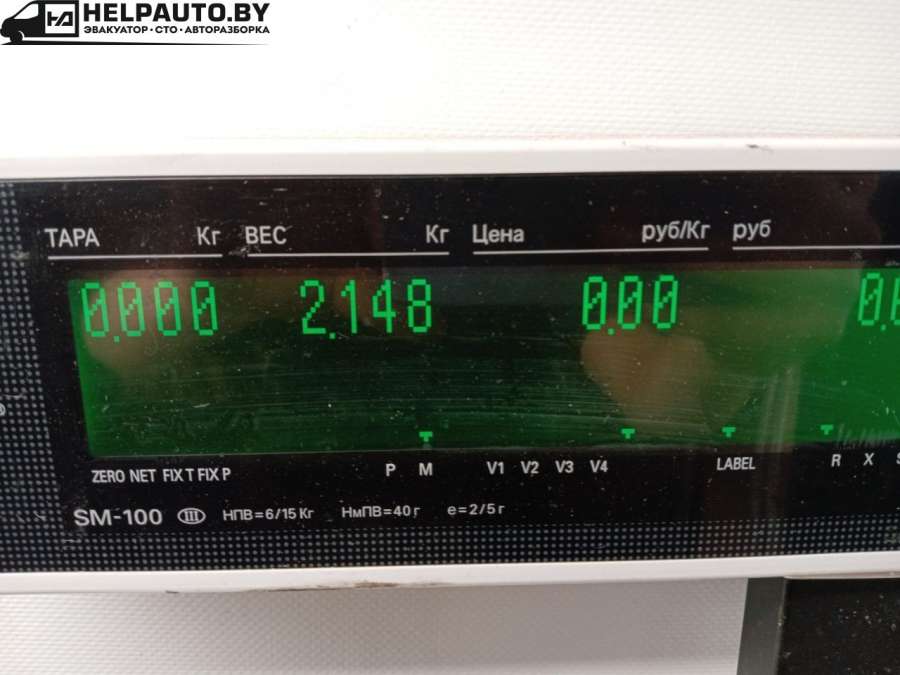 HELPAUTO.BY
ЭВАКУАТОР • СТО • АВТОРАЗБОРКА
ТАРА Кг ВЕС Кг Цена руб/Кг руб
0.000 2.148 0.00
ZERO NET FIX T FIX P P M V1 V2 V3 V4 LABEL R X
SM-100 III НПВ=6/15 Кг НмПВ=40 г е=2/5 г